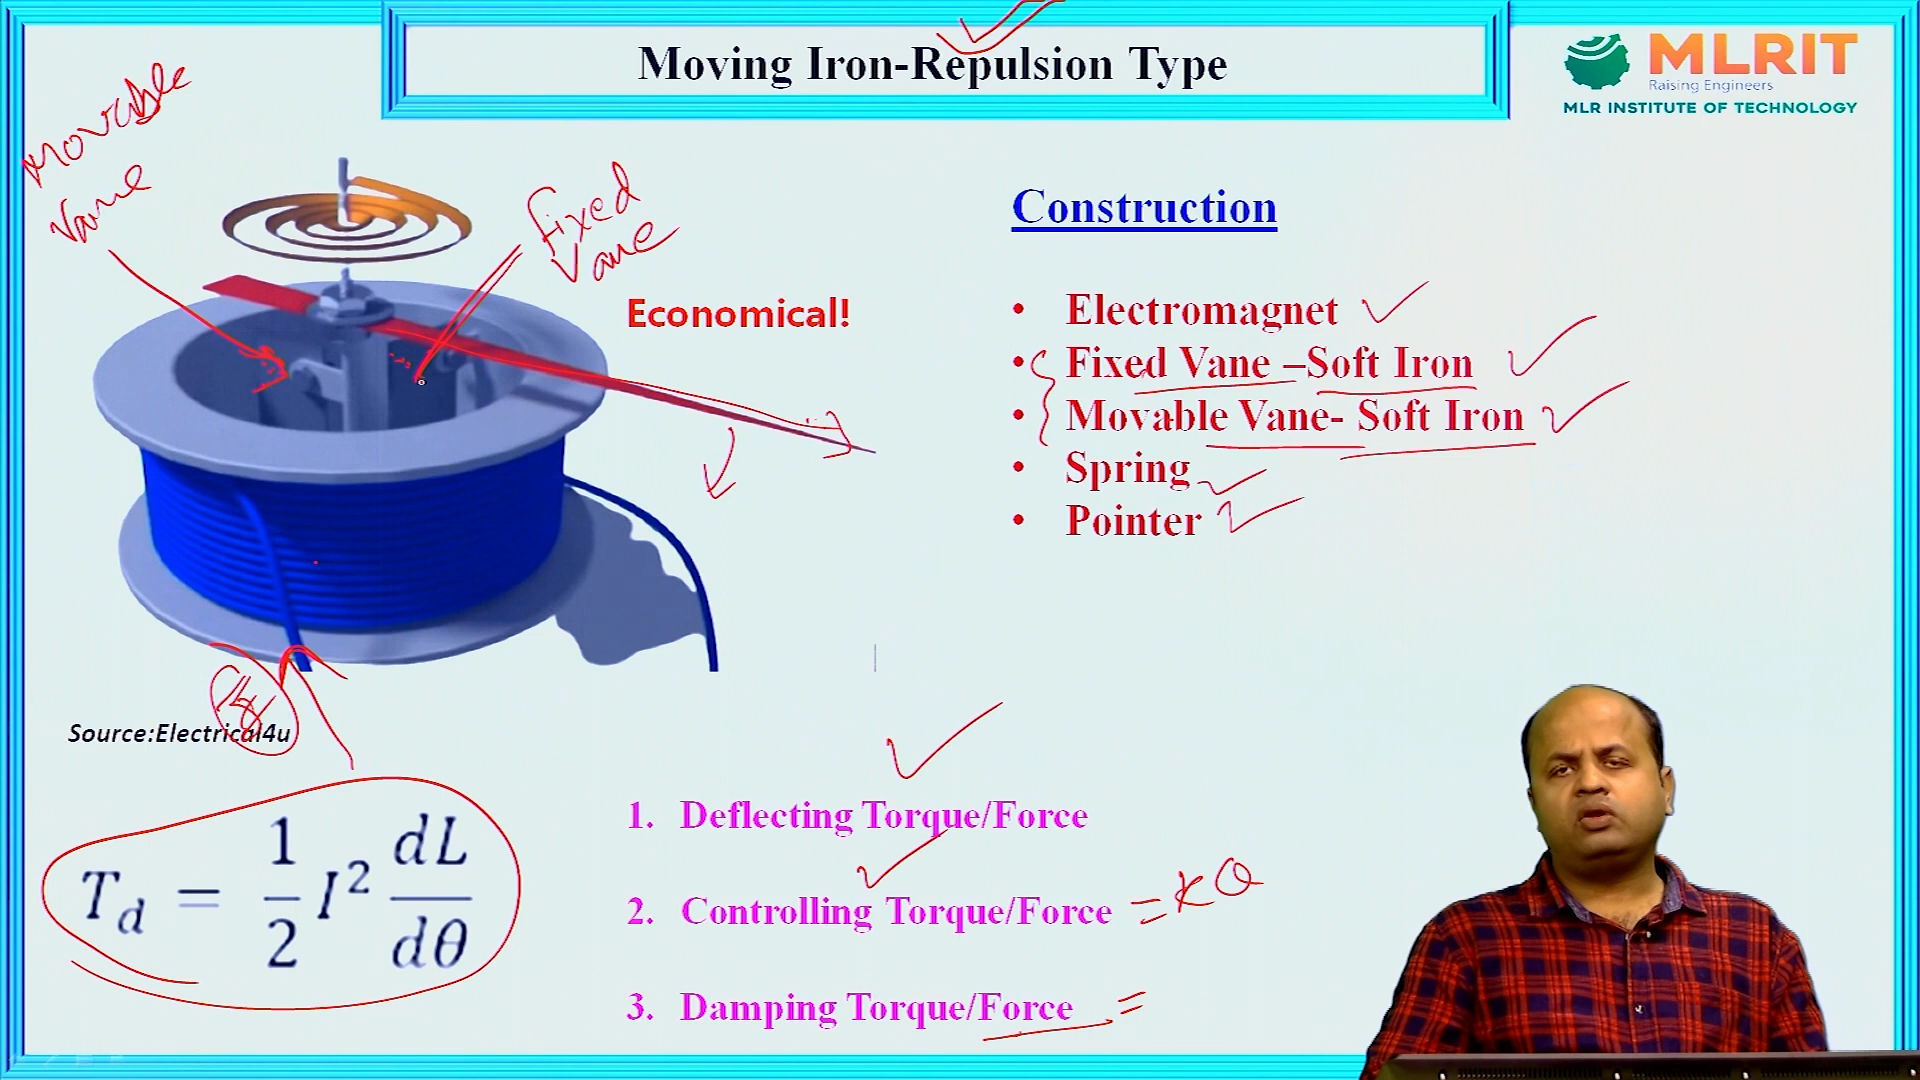 Moving Iron-Repulsion Type
MLRIT
Raising Engineers
MLR INSTITUTE OF TECHNOLOGY
Movable
Vane
Fixed
Vane
Economical!
Construction
• Electromagnet
• Fixed Vane –Soft Iron
• Movable Vane- Soft Iron
• Spring
• Pointer
Source:Electrical4u
T_d = 1/2 I² dL/dθ
1. Deflecting Torque/Force
2. Controlling Torque/Force = Kθ
3. Damping Torque/Force =